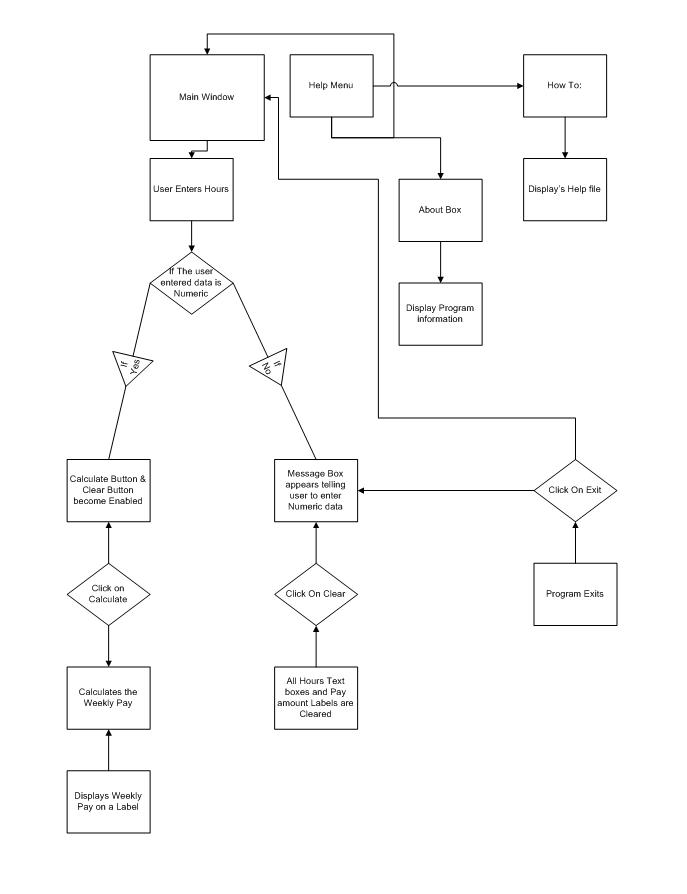 Main Window
Help Menu
How To:
User Enters Hours
About Box
Display's Help file
If The user
entered data is
Numeric
Display Program
information
If
Yes
If
No
Calculate Button &
Clear Button
become Enabled
Message Box
appears telling
user to enter
Numeric data
Click On Exit
Click on
Calculate
Click On Clear
Program Exits
Calculates the
Weekly Pay
All Hours Text
boxes and Pay
amount Labels are
Cleared
Displays Weekly
Pay on a Label